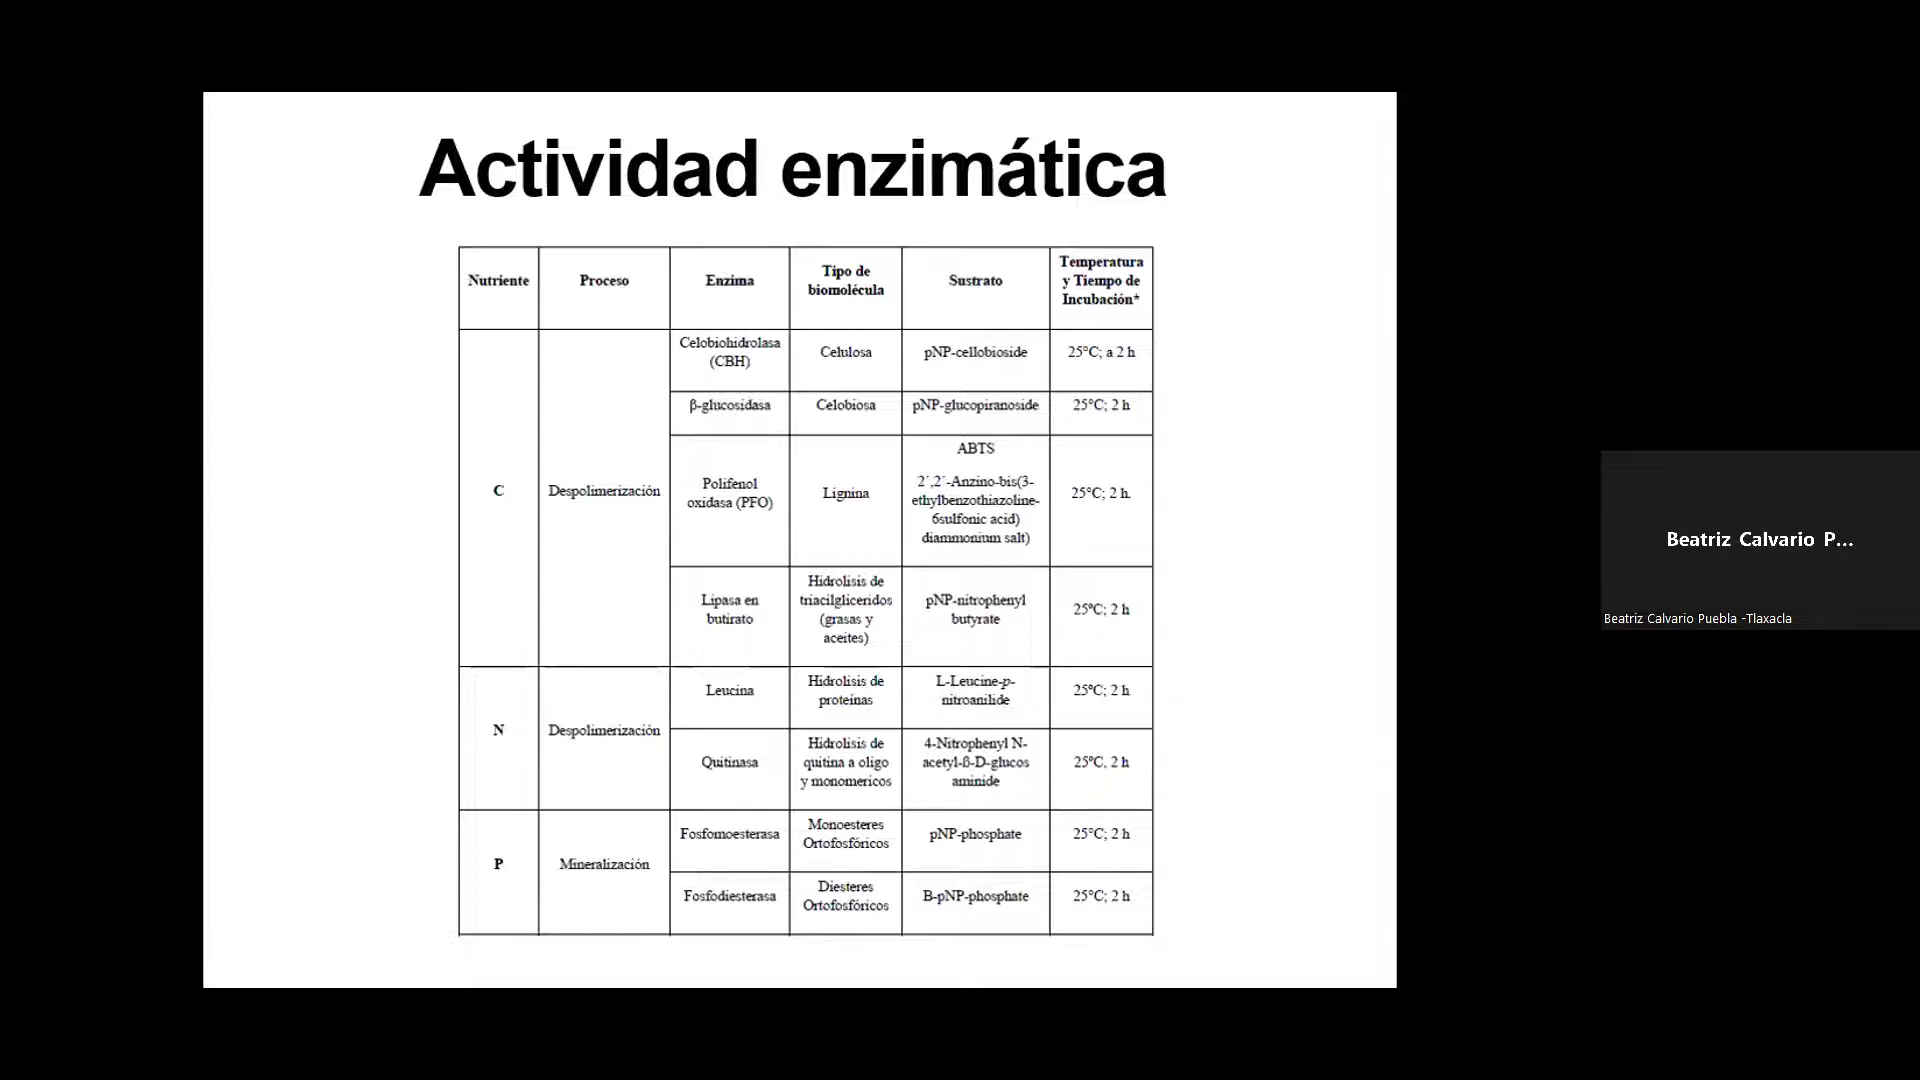 Actividad enzimática
Nutriente
Proceso
Enzima
Tipo de
biomolécula
Sustrato
Temperatura
y Tiempo de
Incubación*
C
Despolimerización
Celobiohidrolasa
(CBH)
Celulosa
pNP-cellobioside
25°C; a 2 h
β-glucosidasa
Celobiosa
pNP-glucopiranoside
25°C; 2 h
Polifenol
oxidasa (PFO)
Lignina
ABTS
2´,2´-Anzino-bis(3-
ethylbenzothiazoline-
6sulfonic acid)
diammonium salt)
25°C; 2 h.
Lipasa en
butirato
Hidrolisis de
triacilgliceridos
(grasas y
aceites)
pNP-nitrophenyl
butyrate
25°C; 2 h
N
Despolimerización
Leucina
Hidrolisis de
proteínas
L-Leucine-p-
nitroanilide
25°C; 2 h
Quitinasa
Hidrolisis de
quitina a oligo
y monomericos
4-Nitrophenyl N-
acetyl-ß-D-glucos
aminide
25°C, 2 h
P
Mineralización
Fosfomoesterasa
Monoesteres
Ortofosfóricos
pNP-phosphate
25°C; 2 h
Fosfodiesterasa
Diesteres
Ortofosfóricos
B-pNP-phosphate
25°C; 2 h
Beatriz Calvario P...
Beatriz Calvario Puebla -Tlaxacla